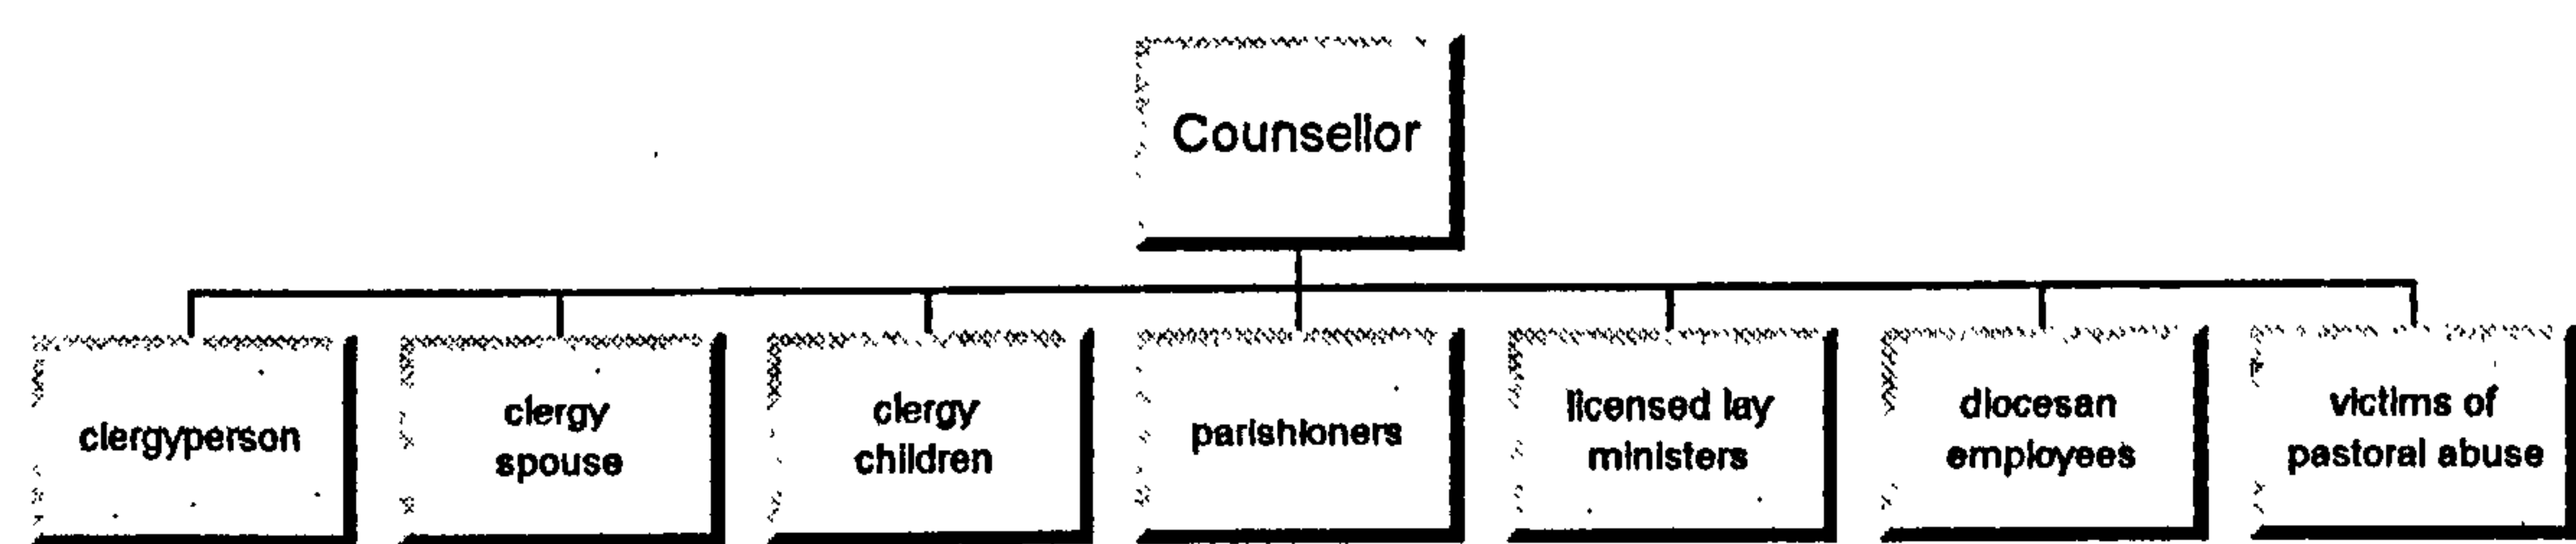 Counsellor
clergyperson
clergy
spouse
clergy
children
parishioners
licensed lay
ministers
diocesan
employees
victims of
pastoral abuse